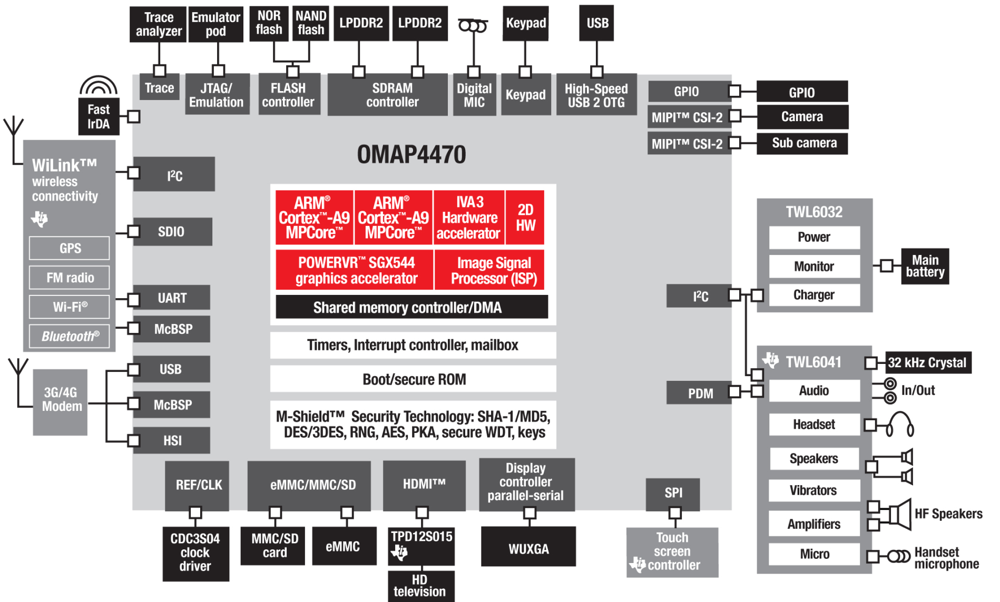 Trace
analyzer
Emulator
pod
NOR
flash
NAND
flash
LPDDR2
LPDDR2
Keypad
USB
Trace
JTAG/
Emulation
FLASH
controller
SDRAM
controller
Digital
MIC
Keypad
High-Speed
USB 2 OTG
GPIO
GPIO
MIPI™ CSI-2
Camera
MIPI™ CSI-2
Sub camera
Fast
IrDA
OMAP4470
WiLink™
wireless
connectivity
GPS
FM radio
Wi-Fi®
Bluetooth®
I²C
SDIO
UART
McBSP
3G/4G
Modem
USB
McBSP
HSI
ARM®
Cortex™-A9
MPCore™
ARM®
Cortex™-A9
MPCore™
IVA3
Hardware
accelerator
2D
HW
POWERVR™ SGX544
graphics accelerator
Image Signal
Processor (ISP)
Shared memory controller/DMA
Timers, Interrupt controller, mailbox
Boot/secure ROM
M-Shield™ Security Technology: SHA-1/MD5,
DES/3DES, RNG, AES, PKA, secure WDT, keys
I²C
PDM
TWL6032
Power
Monitor
Charger
Main
battery
TWL6041
Audio
Headset
Speakers
Vibrators
Amplifiers
Micro
32 kHz Crystal
In/Out
HF Speakers
Handset
microphone
REF/CLK
eMMC/MMC/SD
HDMI™
Display
controller
parallel-serial
SPI
CDC3S04
clock
driver
MMC/SD
card
eMMC
TPD12S015
HD
television
WUXGA
Touch
screen
controller